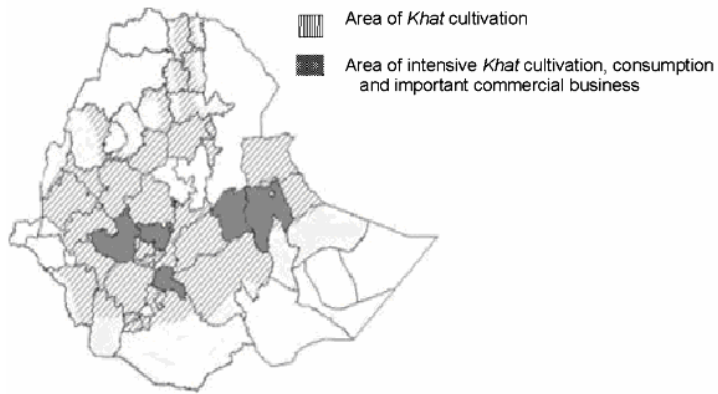 Area of Khat cultivation
Area of intensive Khat cultivation, consumption
and important commercial business